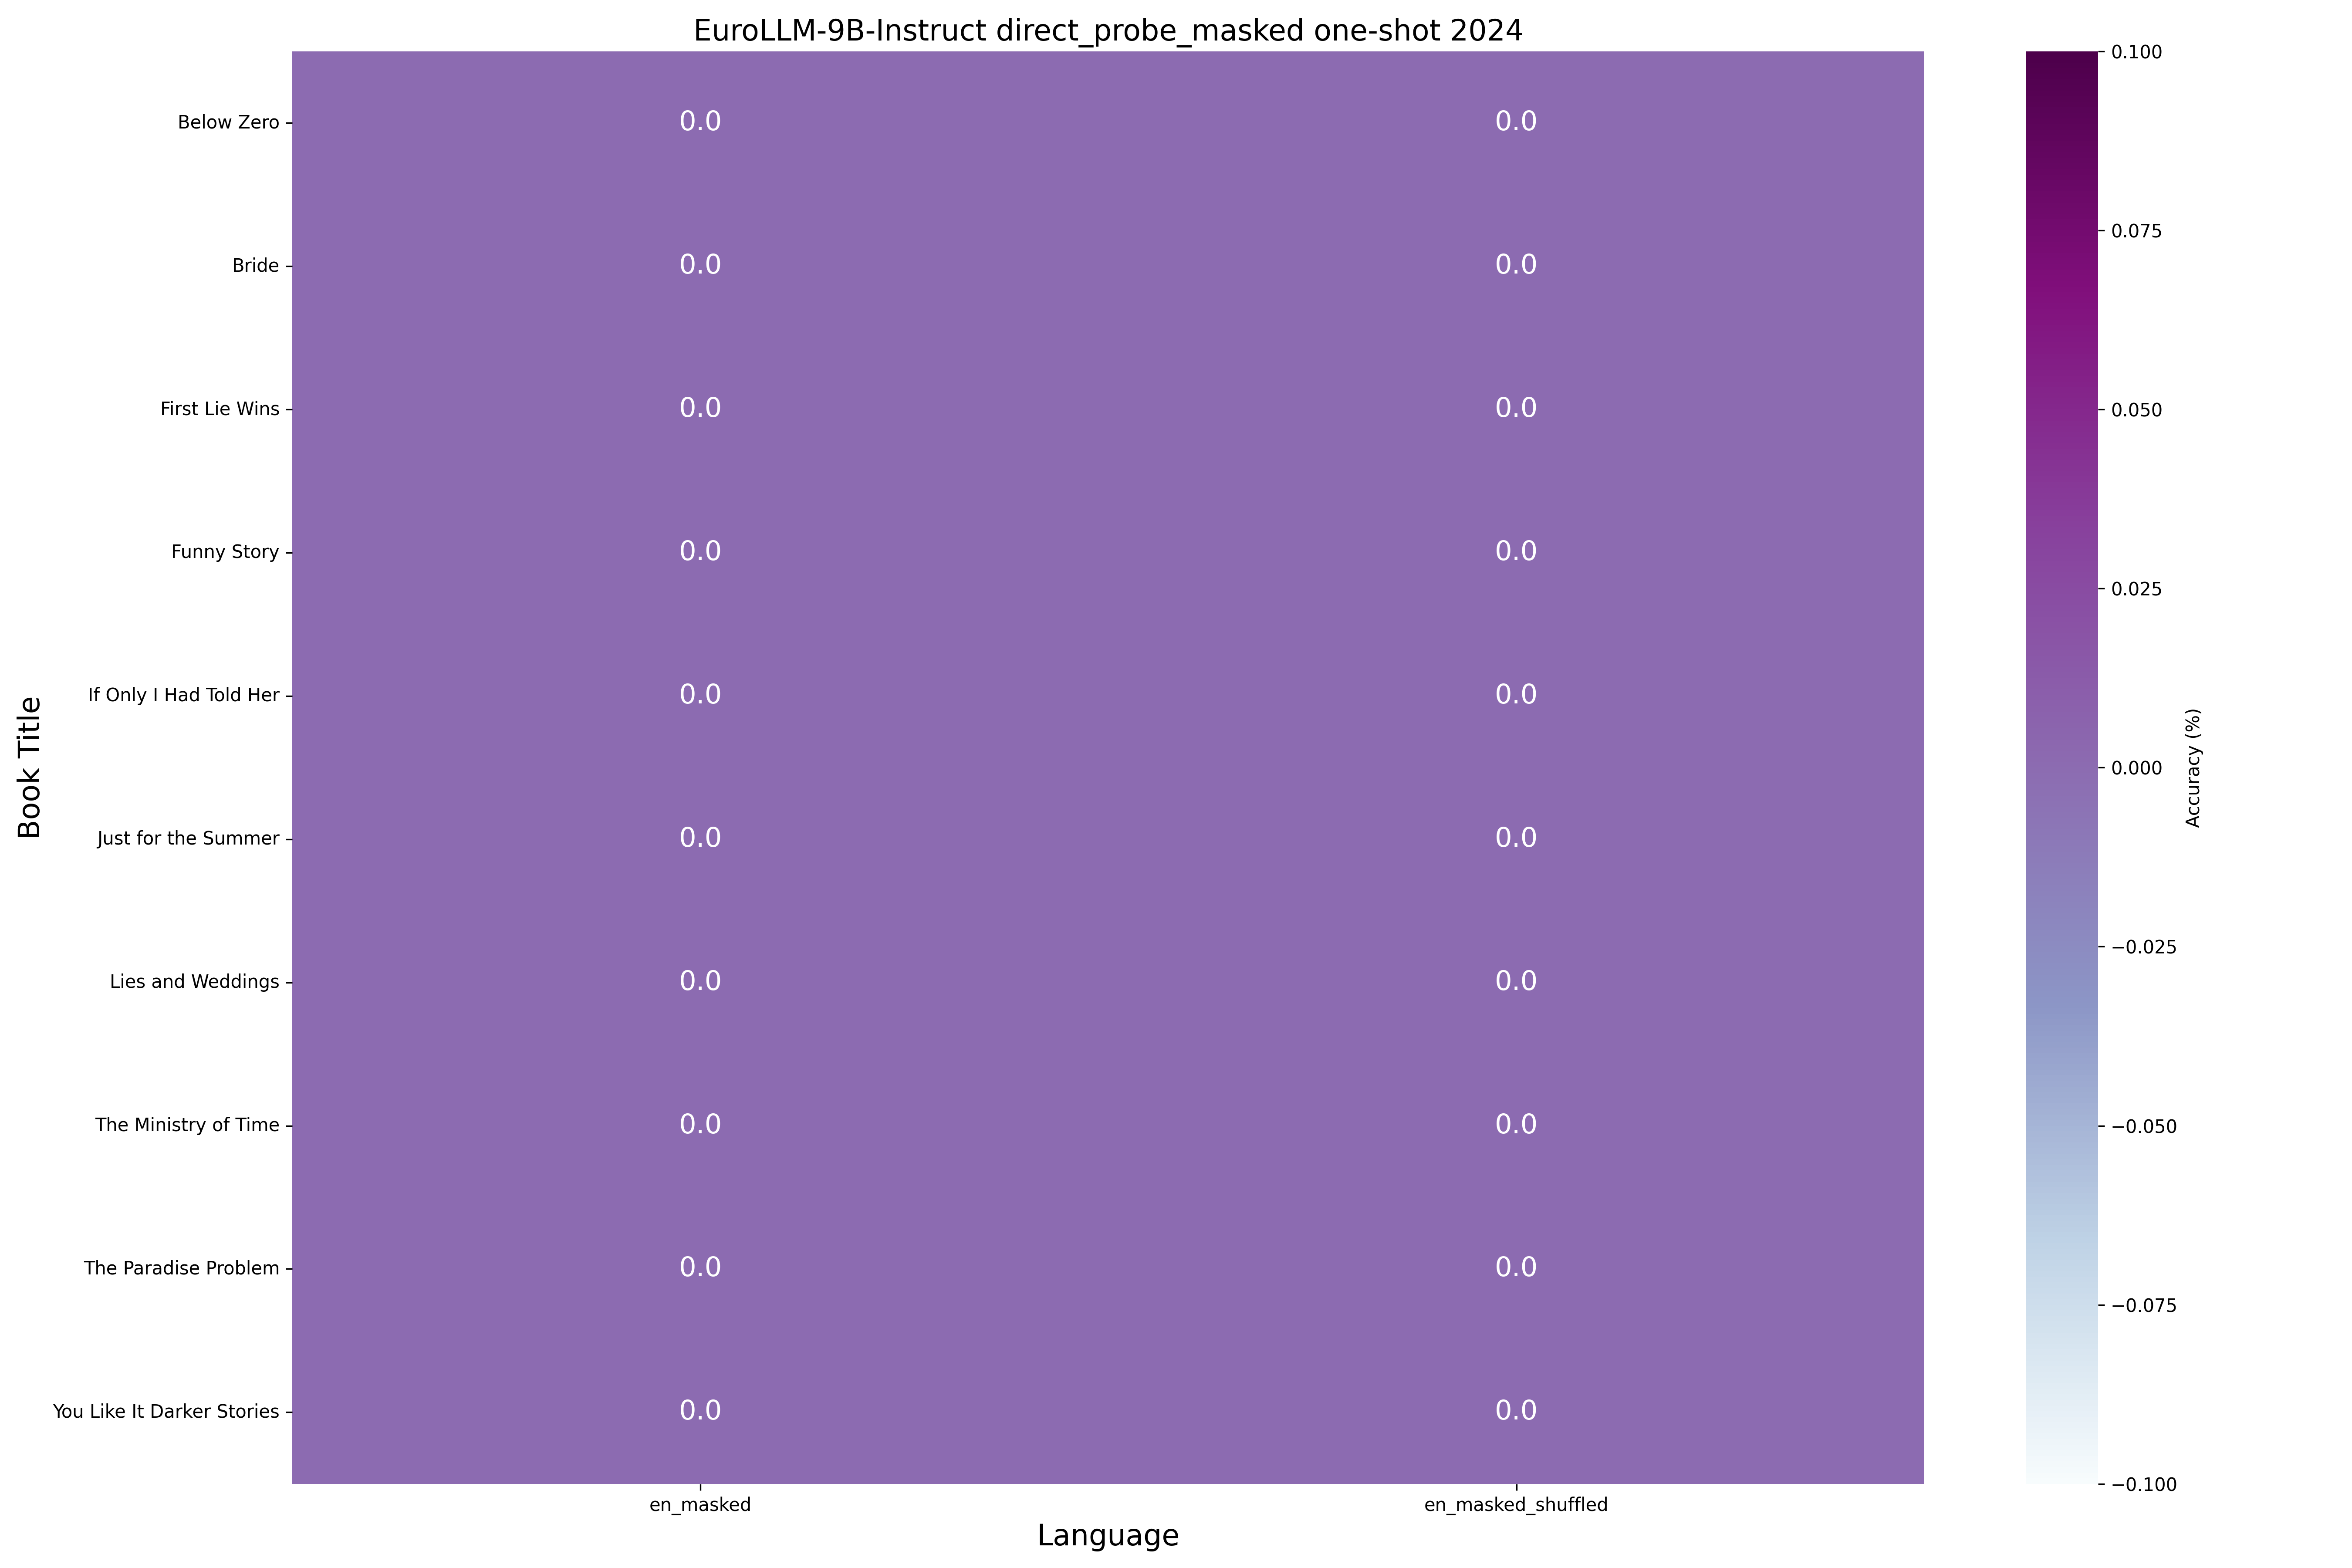 EuroLLM-9B-Instruct direct_probe_masked one-shot 2024
Book Title
Below Zero 0.0 0.0
Bride 0.0 0.0
First Lie Wins 0.0 0.0
Funny Story 0.0 0.0
If Only I Had Told Her 0.0 0.0
Just for the Summer 0.0 0.0
Lies and Weddings 0.0 0.0
The Ministry of Time 0.0 0.0
The Paradise Problem 0.0 0.0
You Like It Darker Stories 0.0 0.0
en_masked en_masked_shuffled
Language
0.100
0.075
0.050
0.025
0.000
−0.025
−0.050
−0.075
−0.100
Accuracy (%)